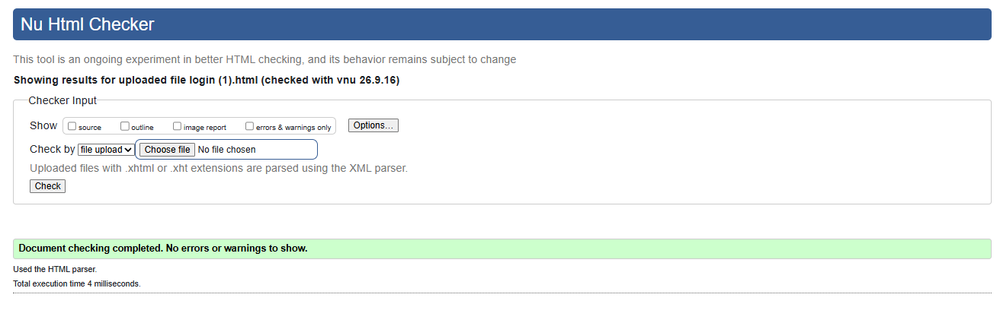 Nu Html Checker
This tool is an ongoing experiment in better HTML checking, and its behavior remains subject to change
Showing results for uploaded file login (1).html (checked with vnu 26.9.16)
Checker Input
Show source outline image report errors & warnings only Options...
Check by file upload Choose file No file chosen
Uploaded files with .xhtml or .xht extensions are parsed using the XML parser.
Check
Document checking completed. No errors or warnings to show.
Used the HTML parser.
Total execution time 4 milliseconds.